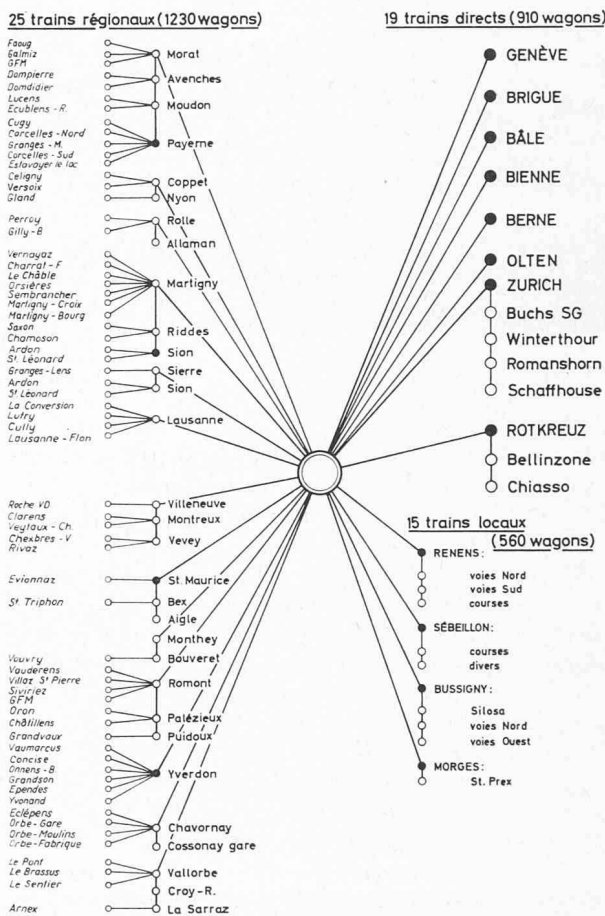 25 trains régionaux (1230 wagons)
Faoug
Galmiz
GFM
Morat
Dompierre
Domdidier
Avenches
Lucens
Ecublens - R.
Moudon
Cugy
Corcelles - Nord
Granges - M.
Corcelles - Sud
Estavayer le lac
Payerne
Céligny
Versoix
Gland
Coppet
Nyon
Perroy
Gilly - B
Rolle
Allaman
Vernayaz
Charrat - F
Le Châble
Orsières
Sembrancher
Martigny - Croix
Martigny - Bourg
Martigny
Saxon
Chamoson
Riddes
Ardon
St. Léonard
Sion
Granges - Lens
Sierre
Ardon
St. Léonard
Sion
La Conversion
Lutry
Cully
Lausanne - Flon
Lausanne
Roche VD
Villeneuve
Clarens
Veytaux - Ch.
Montreux
Chexbres - V
Rivaz
Vevey
Evionnaz
St. Maurice
St. Triphon
Bex
Aigle
Monthey
Vouvry
Bouveret
Vauderens
Villaz St Pierre
Siviriez
GFM
Romont
Oron
Châtillens
Palézieux
Grandvaux
Puidoux
Vaumarcus
Concise
Onnens - B.
Grandson
Ependes
Yvonand
Yverdon
Eclépens
Orbe - Gare
Orbe - Moulins
Orbe - Fabrique
Chavornay
Cossonay gare
Le Pont
Le Brassus
Le Sentier
Vallorbe
Croy - R.
Arnex
La Sarraz
19 trains directs (910 wagons)
GENÈVE
BRIGUE
BÂLE
BIENNE
BERNE
OLTEN
ZURICH
Buchs SG
Winterthour
Romanshorn
Schaffhouse
ROTKREUZ
Bellinzone
Chiasso
15 trains locaux
(560 wagons)
RENENS:
voies Nord
voies Sud
courses
SÉBEILLON:
courses
divers
BUSSIGNY:
Silosa
voies Nord
voies Ouest
MORGES:
St. Prex